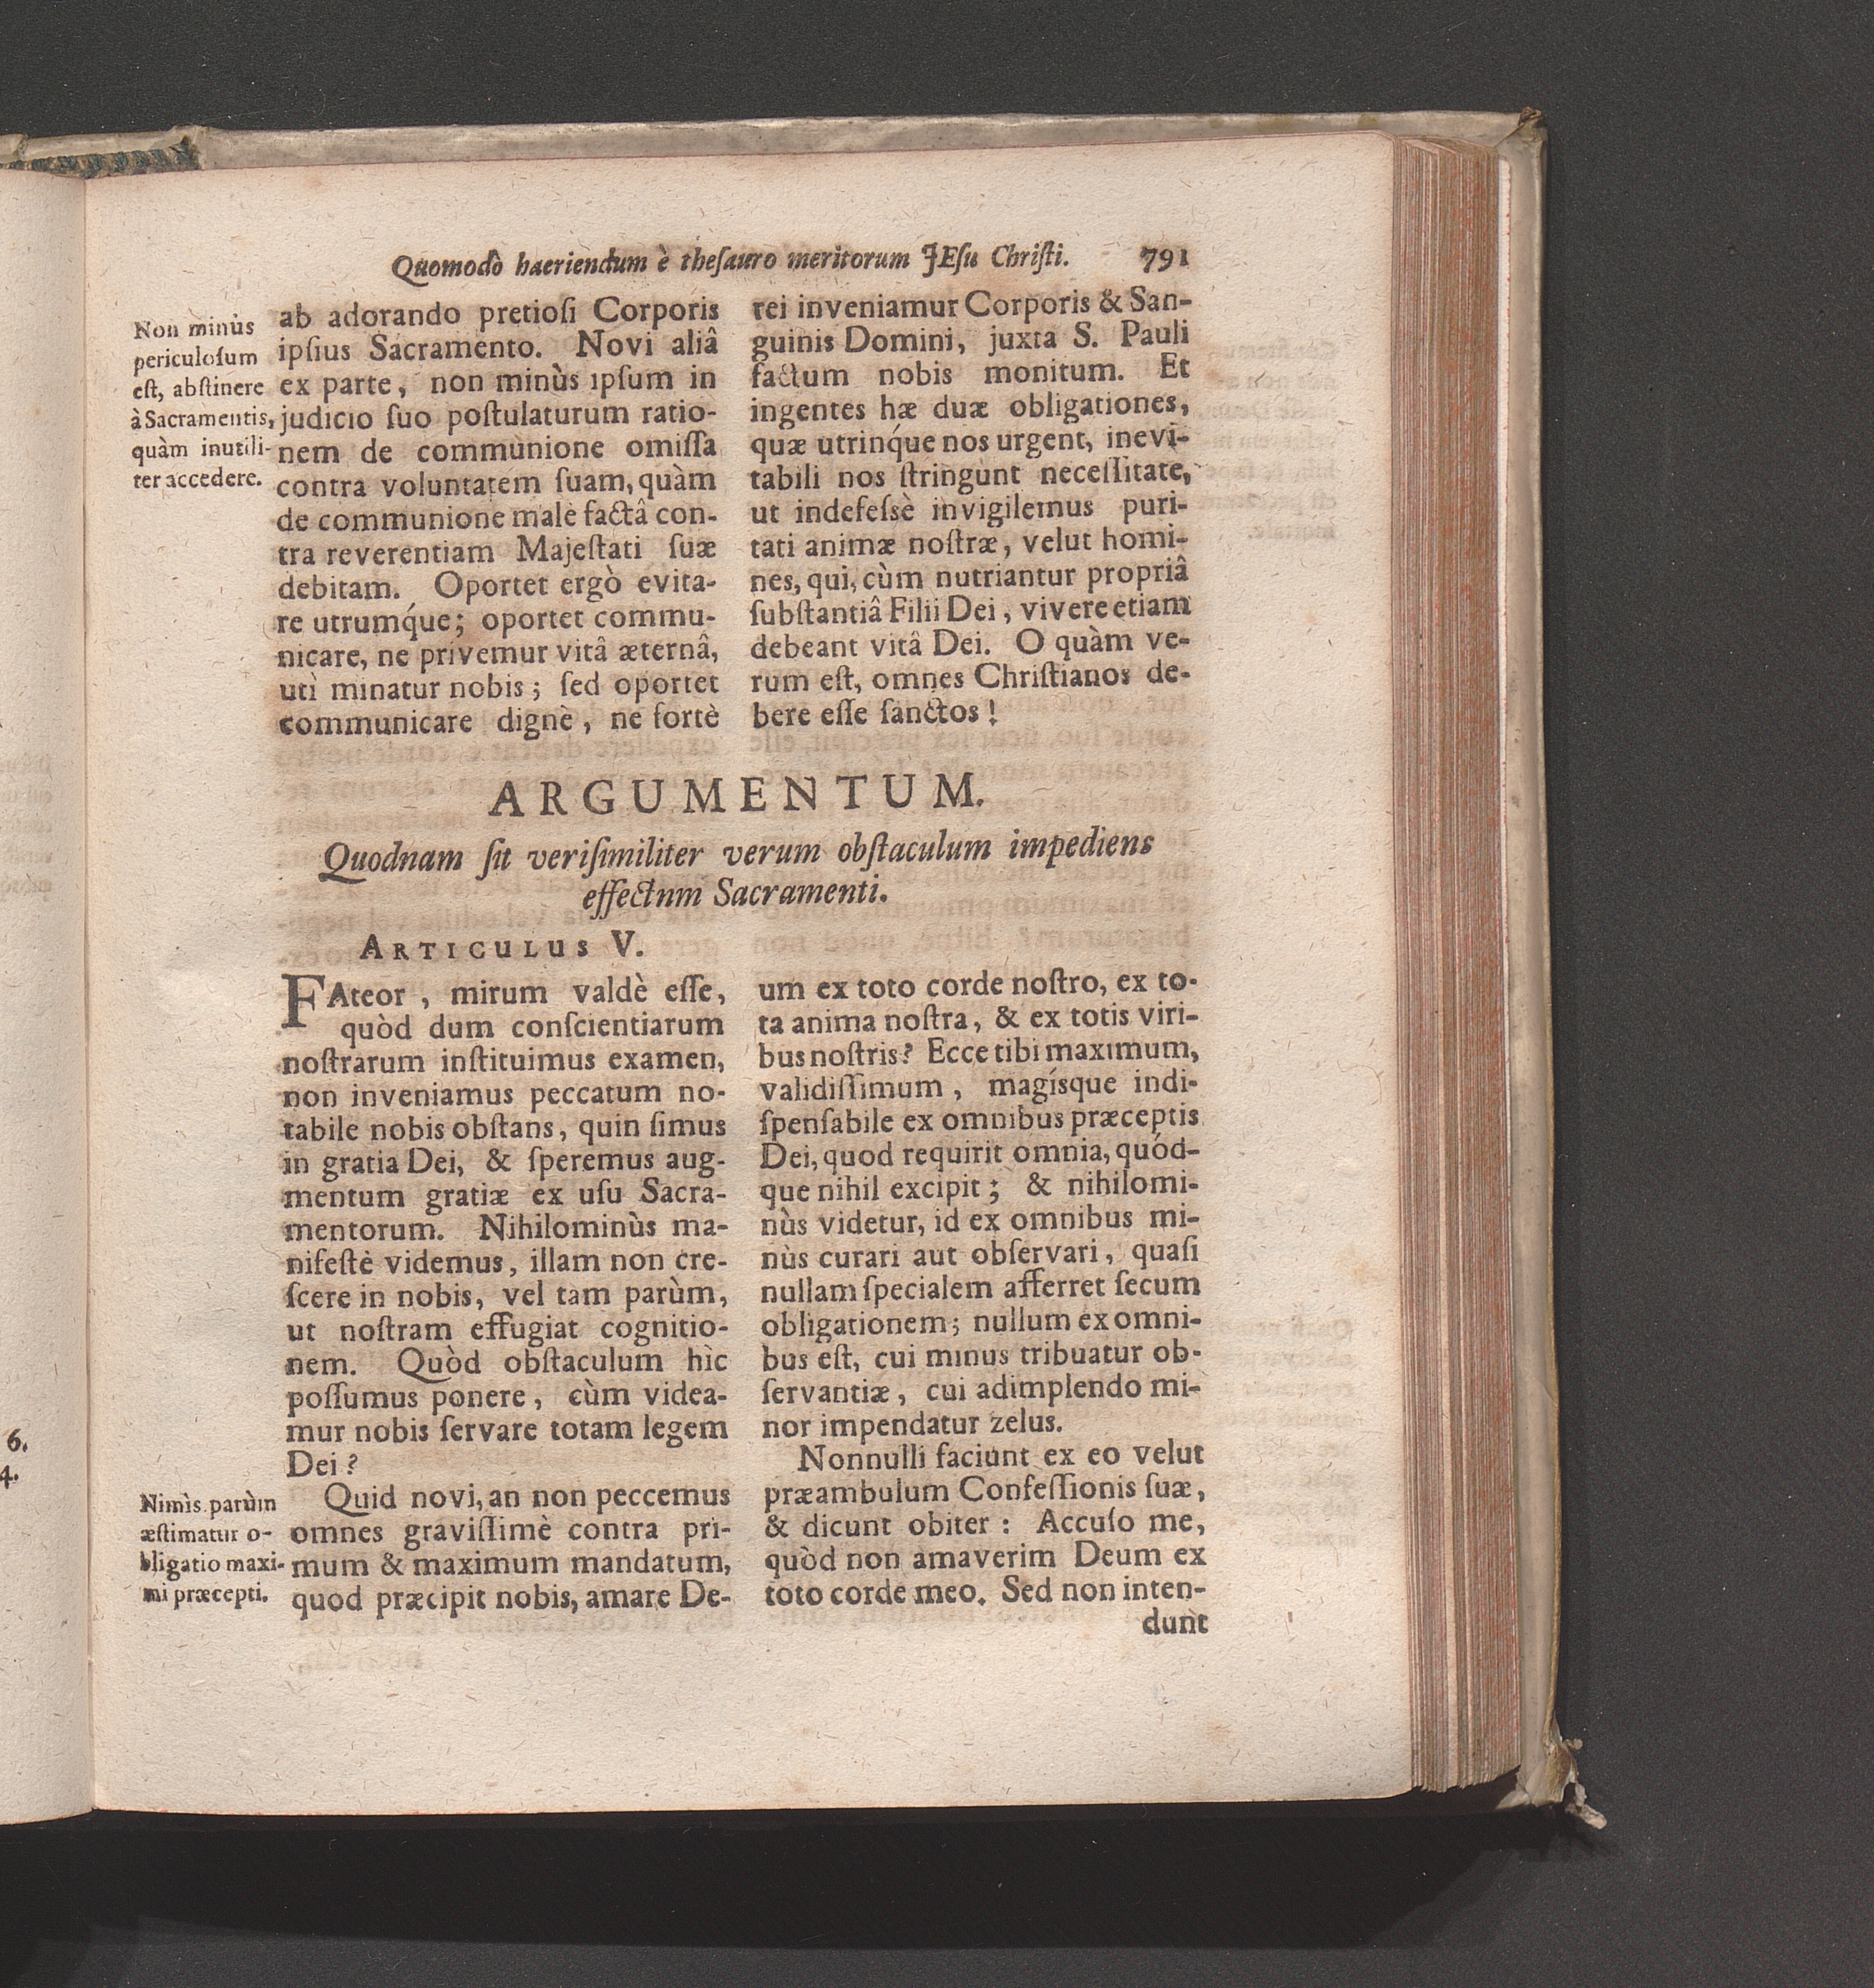 Quomodò haeriendum è theſauro meritorum JEſu Chriſti. 791
Non minùs
periculoſum
eſt, abſtinere
à Sacramentis,
quàm inutili-
ter accedere.
ab adorando pretioſi Corporis
ipſius Sacramento. Novi aliâ
ex parte, non minùs ipſum in
judicio ſuo poſtulaturum ratio-
nem de communione omiſſa
contra voluntatem ſuam, quàm
de communione malè factâ con-
tra reverentiam Majeſtati ſuæ
debitam. Oportet ergò evita-
re utrumq́ue; oportet commu-
nicare, ne privemur vitâ æternâ,
uti minatur nobis; ſed oportet
communicare dignè, ne fortè
rei inveniamur Corporis & San-
guinis Domini, juxta S. Pauli
factum nobis monitum. Et
ingentes hæ duæ obligationes,
quæ utrinq́ue nos urgent, inevi-
tabili nos ſtringunt neceſſitate,
ut indefeſsè invigilemus puri-
tati animæ noſtræ, velut homi-
nes, qui, cùm nutriantur propriâ
ſubſtantiâ Filii Dei, vivere etiam
debeant vitâ Dei. O quàm ve-
rum eſt, omnes Chriſtianos de-
bere eſſe ſanctos!
ARGUMENTUM.
Quodnam ſit veriſimiliter verum obſtaculum impediens
effectnm Sacramenti.
ARTICULUS V.
FAteor, mirum valdè eſſe,
quòd dum conſcientiarum
noſtrarum inſtituimus examen,
non inveniamus peccatum no-
tabile nobis obſtans, quin ſimus
in gratia Dei, & ſperemus aug-
mentum gratiæ ex uſu Sacra-
mentorum. Nihilominùs ma-
nifeſtè videmus, illam non cre-
ſcere in nobis, vel tam parùm,
ut noſtram effugiat cognitio-
nem. Quòd obſtaculum hìc
poſſumus ponere, cùm videa-
mur nobis ſervare totam legem
Dei?
Nimis parùm
æſtimatur o-
bligatio maxi-
mi præcepti.
Quid novi, an non peccemus
omnes graviſſimè contra pri-
mum & maximum mandatum,
quod præcipit nobis, amare De-
um ex toto corde noſtro, ex to-
ta anima noſtra, & ex totis viri-
bus noſtris? Ecce tibi maximum,
validiſſimum, magíſque indi-
ſpenſabile ex omnibus præceptis
Dei, quod requirit omnia, quód-
que nihil excipit; & nihilomi-
nùs videtur, id ex omnibus mi-
nùs curari aut obſervari, quaſi
nullam ſpecialem afferret ſecum
obligationem; nullum ex omni-
bus eſt, cui minus tribuatur ob-
ſervantiæ, cui adimplendo mi-
nor impendatur zelus.
Nonnulli faciunt ex eo velut
præambulum Confeſſionis ſuæ,
& dicunt obiter: Accuſo me,
quòd non amaverim Deum ex
toto corde meo. Sed non inten-
dunt
6.
4.